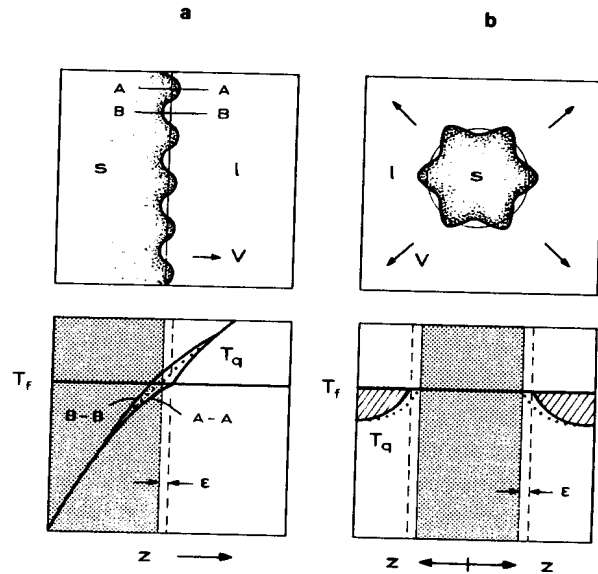 a
b
A A
B B
s l
V
l s
V
T_f
T_q
B-B A-A
ε
z
T_f
T_q
ε
z z